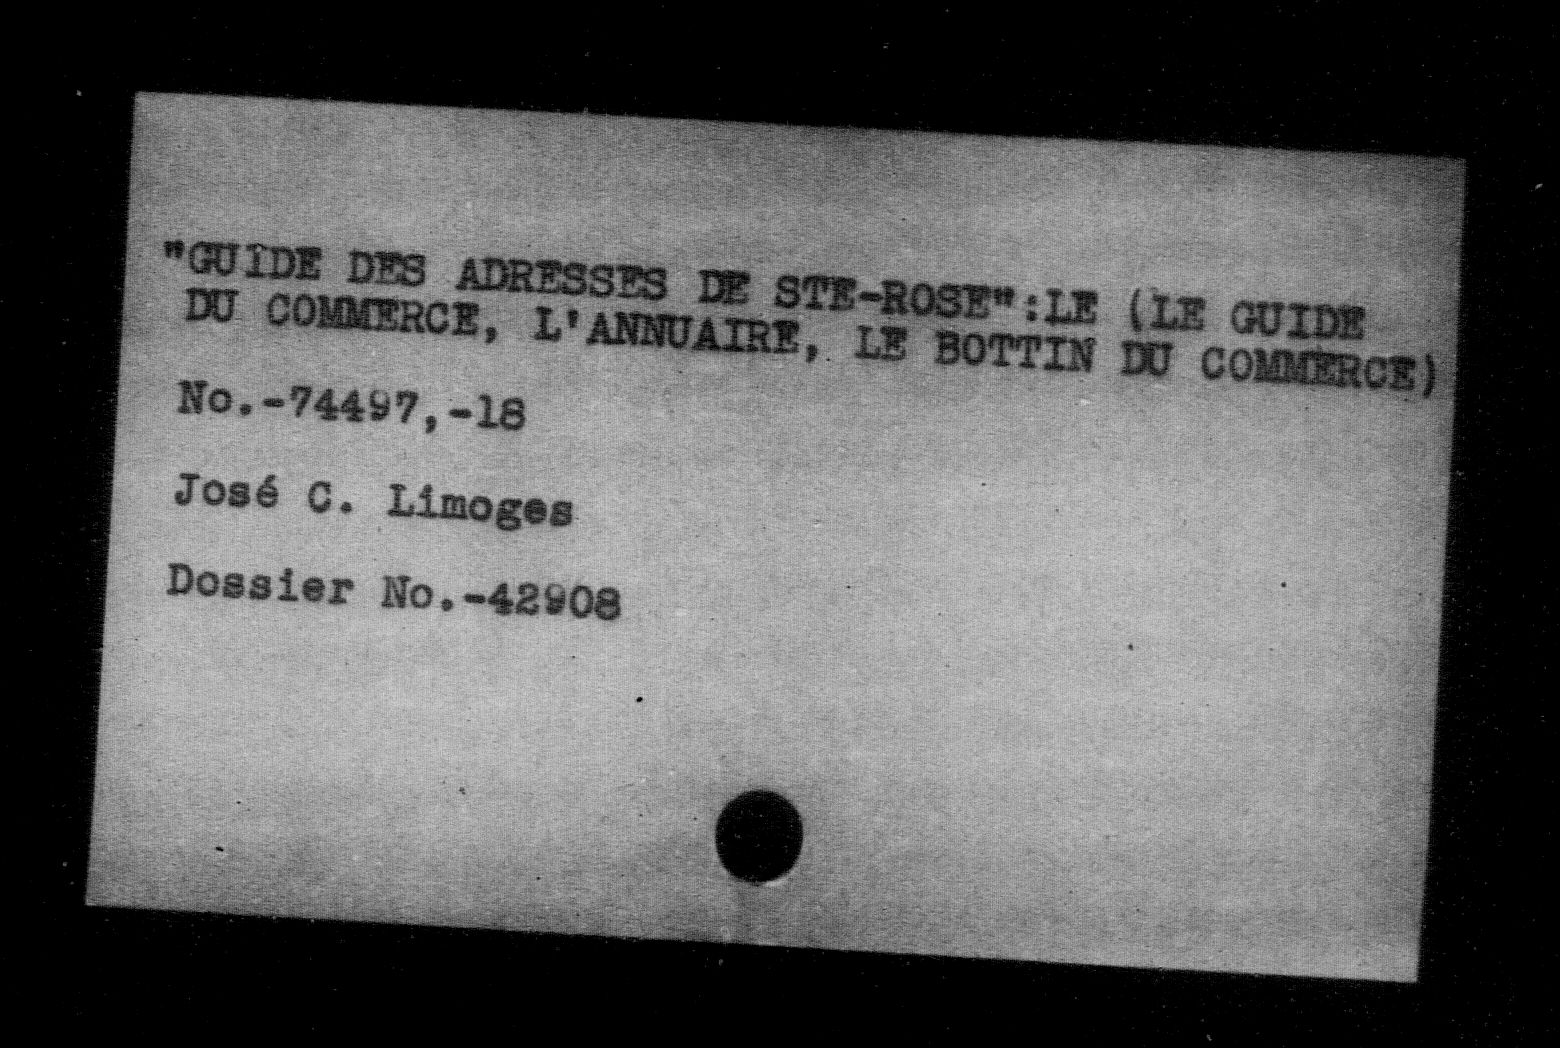 "GUIDE DES ADRESSES DE STE-ROSE":LE (LE GUIDE
DU COMMERCE, L'ANNUAIRE, LE BOTTIN DU COMMERCE)
No.-74497,-18
José C. Limoges
Dossier No.-42908